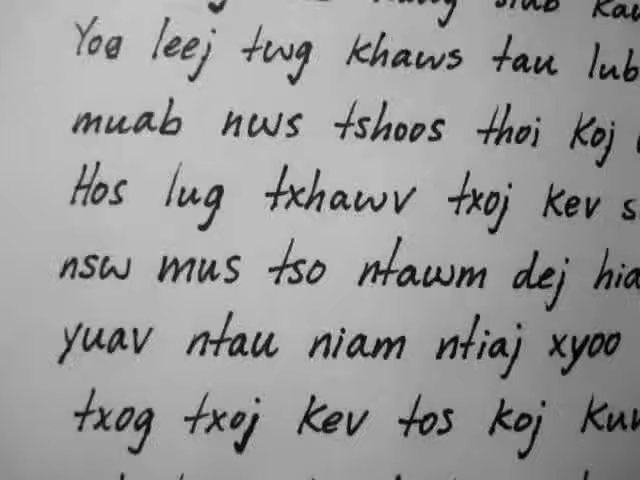 Yog leej twg khaws tau lub
muab nws tshoos thoi koj
Hos lug txhawv txoj kev
nsw mus tso ntawm dej
yuav ntau niam ntiaj xyoo
txog txoj kev tos koj